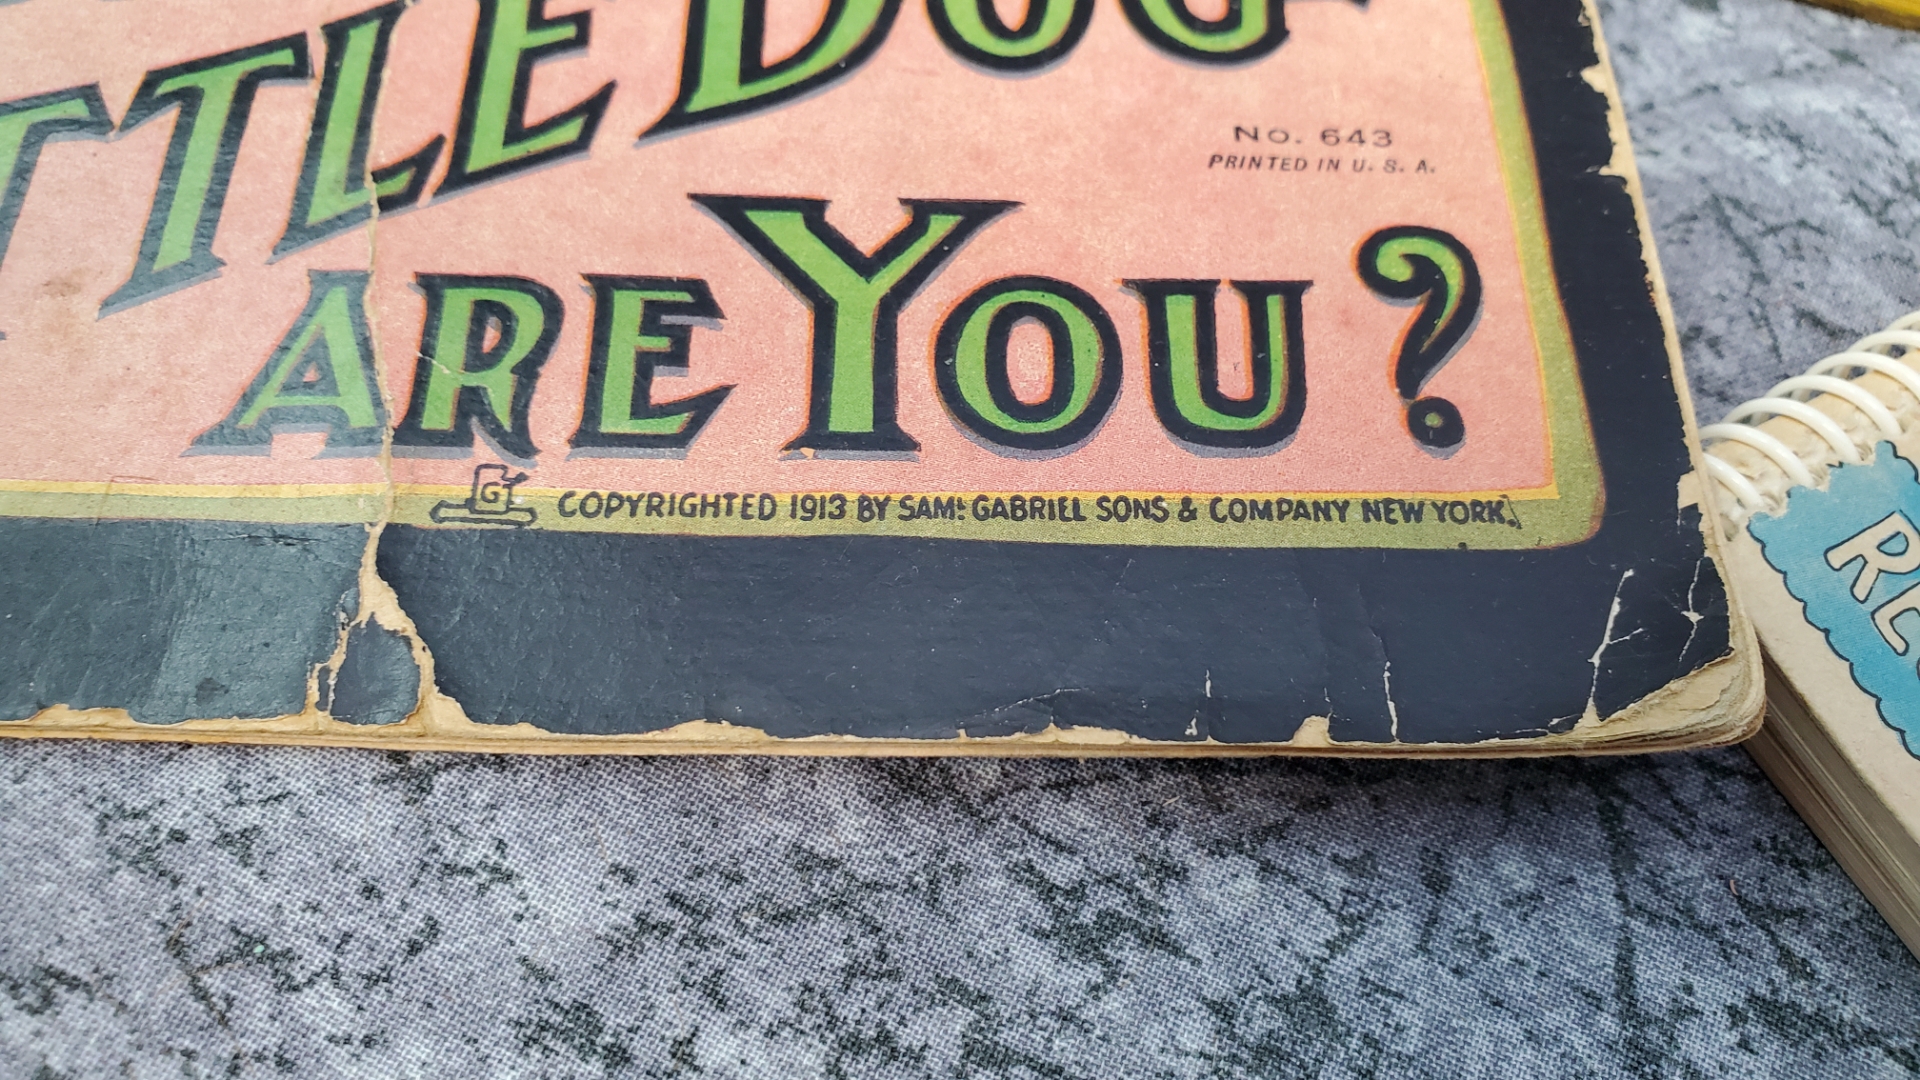 TTLE DOG
No. 643
PRINTED IN U. S. A.
ARE YOU?
G
COPYRIGHTED 1913 BY SAML GABRIEL SONS & COMPANY NEW YORK.